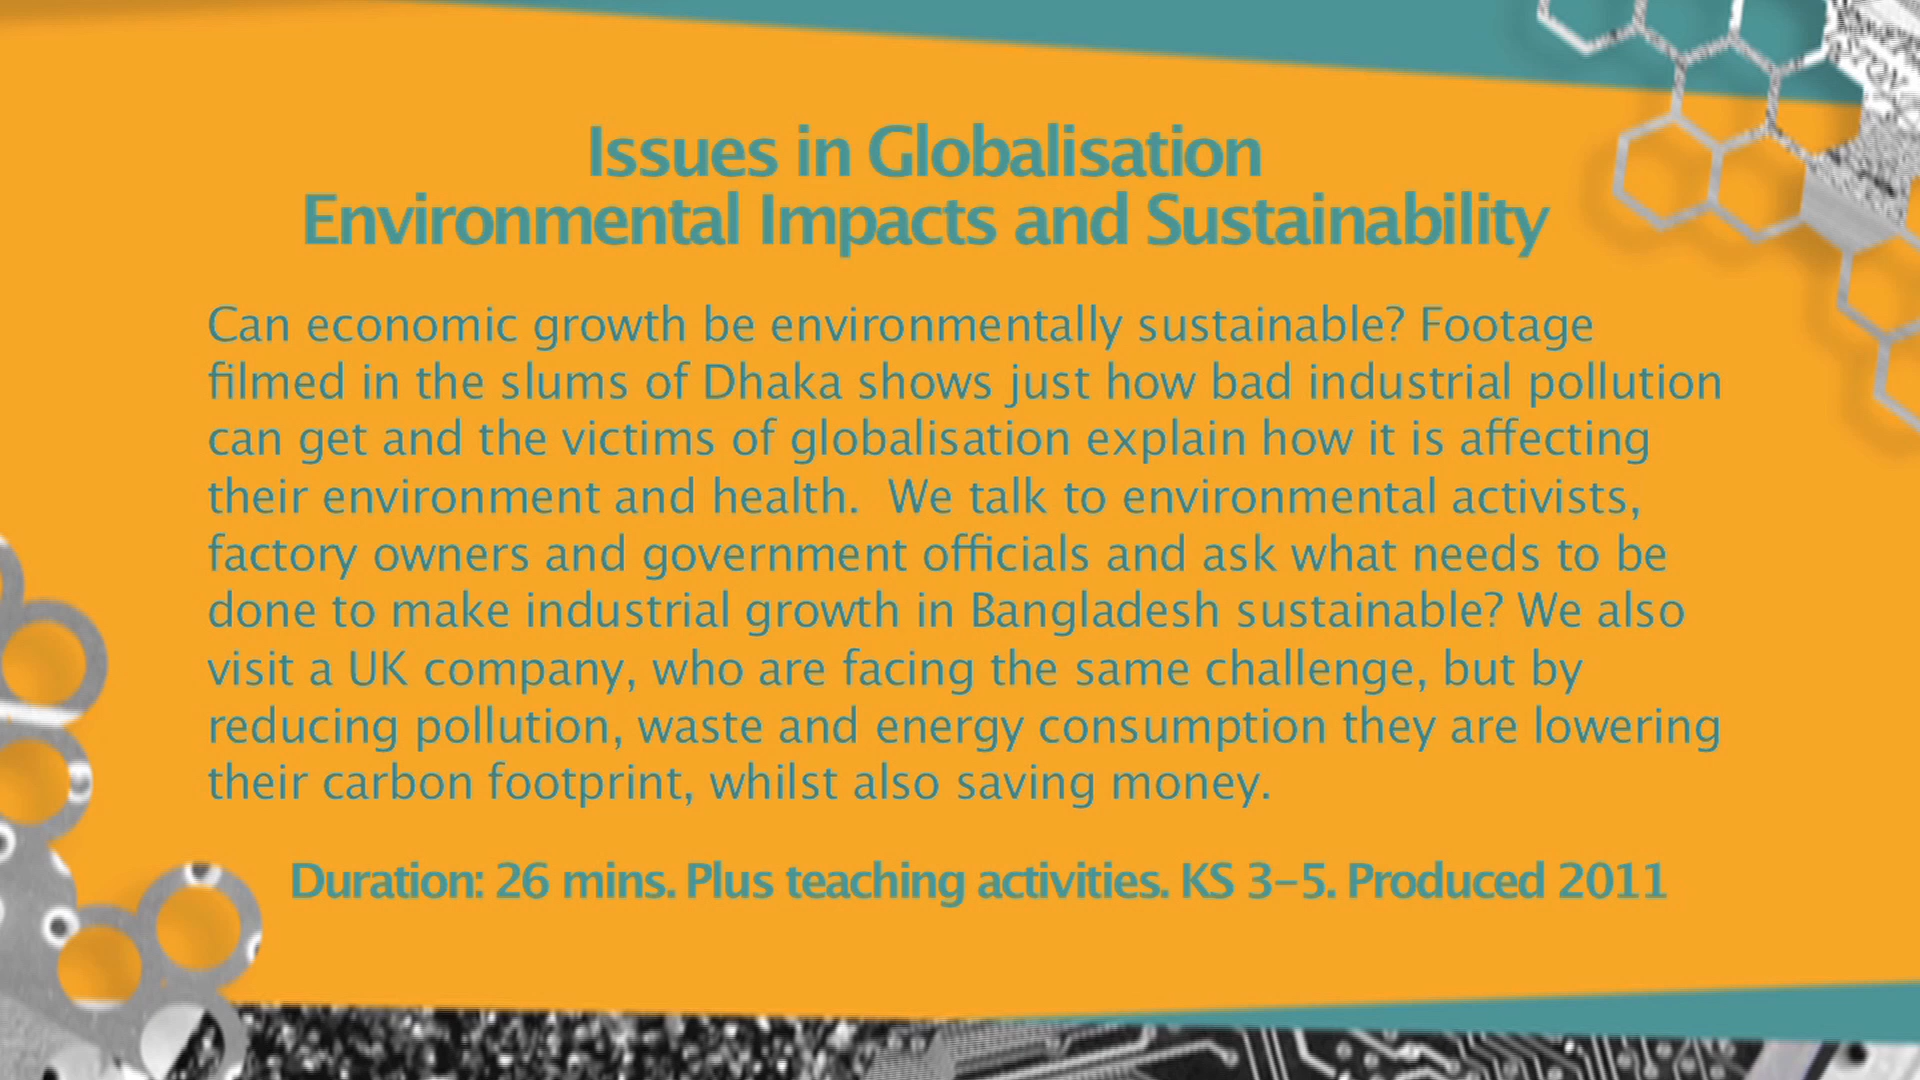 Issues in Globalisation
Environmental Impacts and Sustainability
Can economic growth be environmentally sustainable? Footage
filmed in the slums of Dhaka shows just how bad industrial pollution
can get and the victims of globalisation explain how it is affecting
their environment and health.  We talk to environmental activists,
factory owners and government officials and ask what needs to be
done to make industrial growth in Bangladesh sustainable? We also
visit a UK company, who are facing the same challenge, but by
reducing pollution, waste and energy consumption they are lowering
their carbon footprint, whilst also saving money.
Duration: 26 mins. Plus teaching activities. KS 3–5. Produced 2011